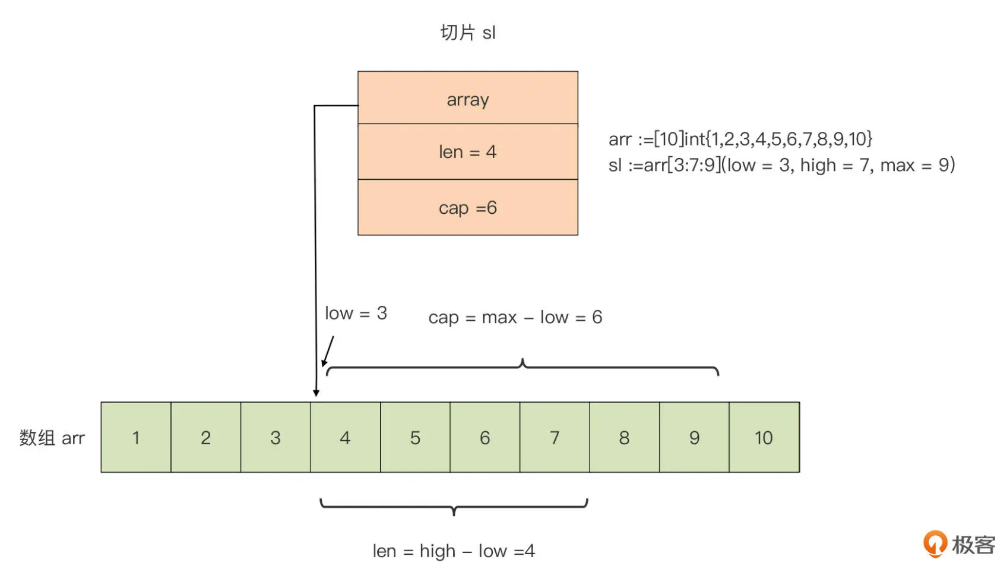 切片 sl
array
len = 4
cap =6
arr :=[10]int{1,2,3,4,5,6,7,8,9,10}
sl :=arr[3:7:9](low = 3, high = 7, max = 9)
low = 3
cap = max - low = 6
数组 arr
1 2 3 4 5 6 7 8 9 10
len = high - low =4
极客